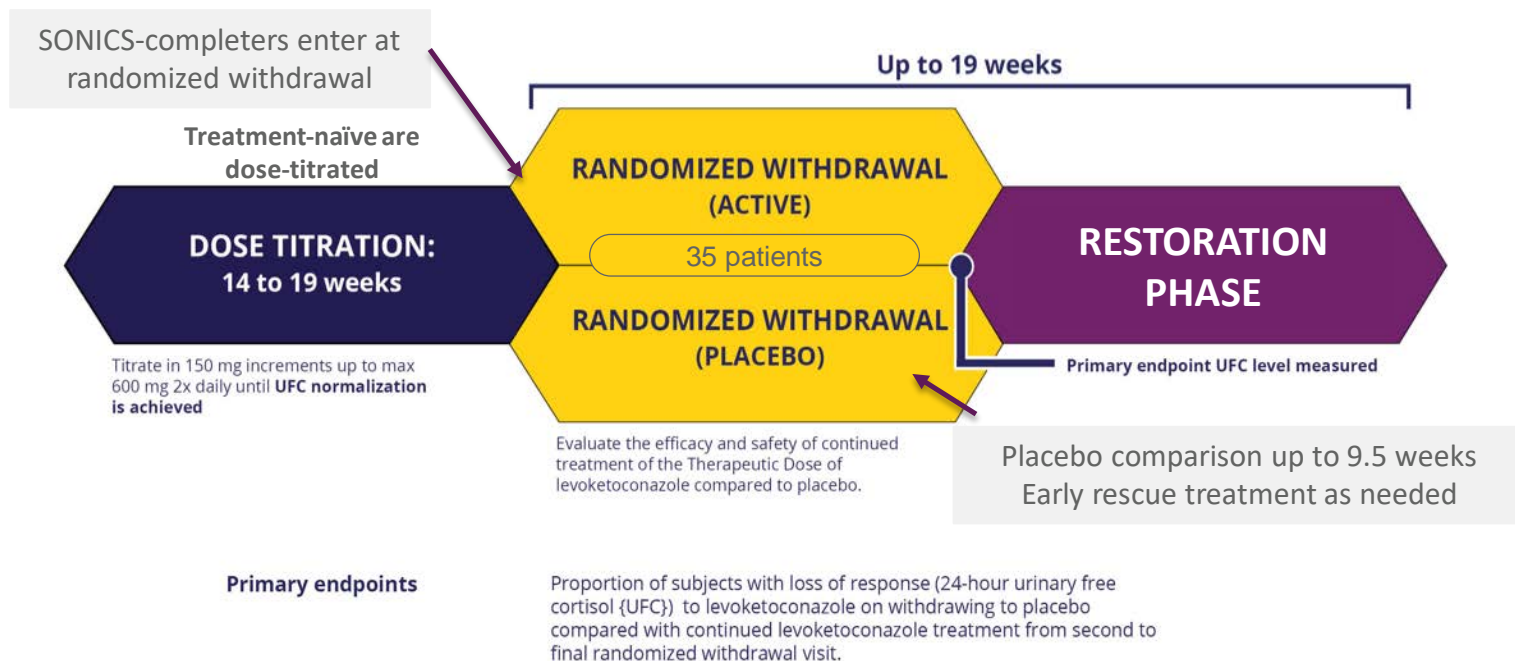 SONICS-completers enter at
randomized withdrawal
Up to 19 weeks
Treatment-naïve are
dose-titrated
RANDOMIZED WITHDRAWAL
(ACTIVE)
DOSE TITRATION:
14 to 19 weeks
35 patients
RESTORATION
PHASE
RANDOMIZED WITHDRAWAL
(PLACEBO)
Titrate in 150 mg increments up to max
600 mg 2x daily until UFC normalization
is achieved
Primary endpoint UFC level measured
Evaluate the efficacy and safety of continued
treatment of the Therapeutic Dose of
levoketoconazole compared to placebo.
Placebo comparison up to 9.5 weeks
Early rescue treatment as needed
Primary endpoints
Proportion of subjects with loss of response (24-hour urinary free
cortisol {UFC}) to levoketoconazole on withdrawing to placebo
compared with continued levoketoconazole treatment from second to
final randomized withdrawal visit.